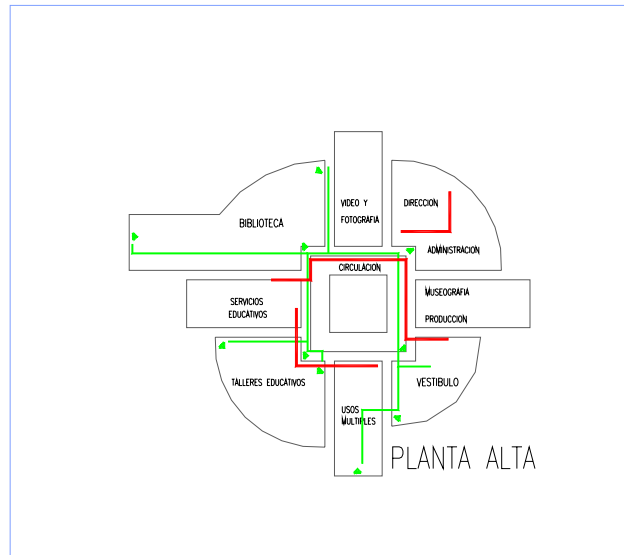 VIDEO Y
FOTOGRAFIA
DIRECCION
BIBLIOTECA
ADMINISTRACION
CIRCULACION
SERVICIOS
EDUCATIVOS
MUSEOGRAFIA
PRODUCCION
TALLERES EDUCATIVOS
VESTIBULO
USOS
MULTIPLES
PLANTA ALTA